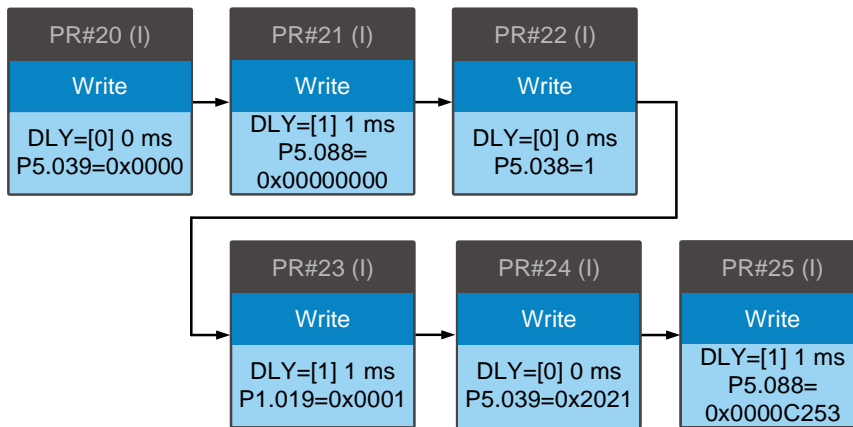 PR#20 (I)
Write
DLY=[0] 0 ms
P5.039=0x0000
PR#21 (I)
Write
DLY=[1] 1 ms
P5.088=
0x00000000
PR#22 (I)
Write
DLY=[0] 0 ms
P5.038=1
PR#23 (I)
Write
DLY=[1] 1 ms
P1.019=0x0001
PR#24 (I)
Write
DLY=[0] 0 ms
P5.039=0x2021
PR#25 (I)
Write
DLY=[1] 1 ms
P5.088=
0x0000C253